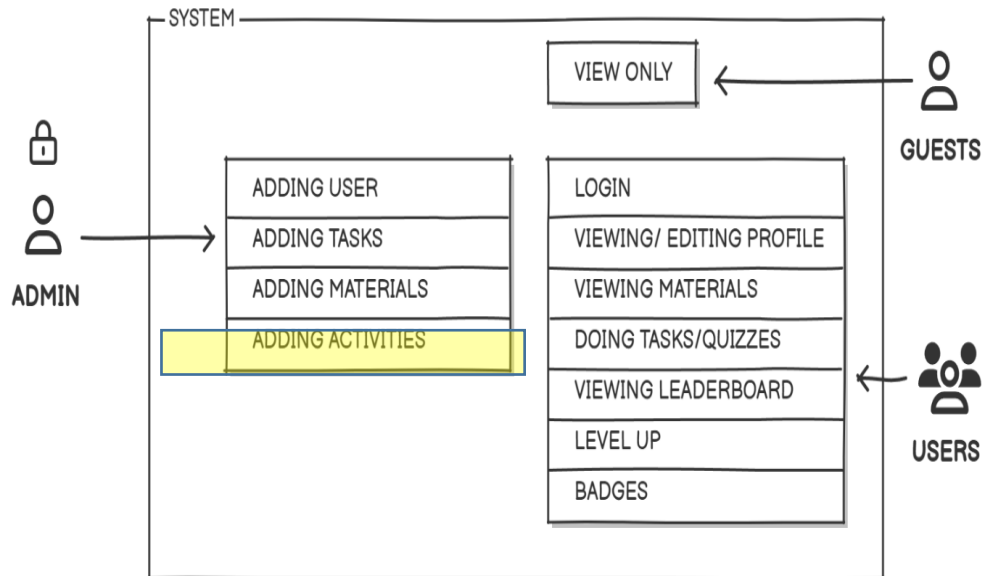 SYSTEM
VIEW ONLY
GUESTS
ADMIN
ADDING USER
ADDING TASKS
ADDING MATERIALS
ADDING ACTIVITIES
LOGIN
VIEWING/ EDITING PROFILE
VIEWING MATERIALS
DOING TASKS/QUIZZES
VIEWING LEADERBOARD
LEVEL UP
BADGES
USERS